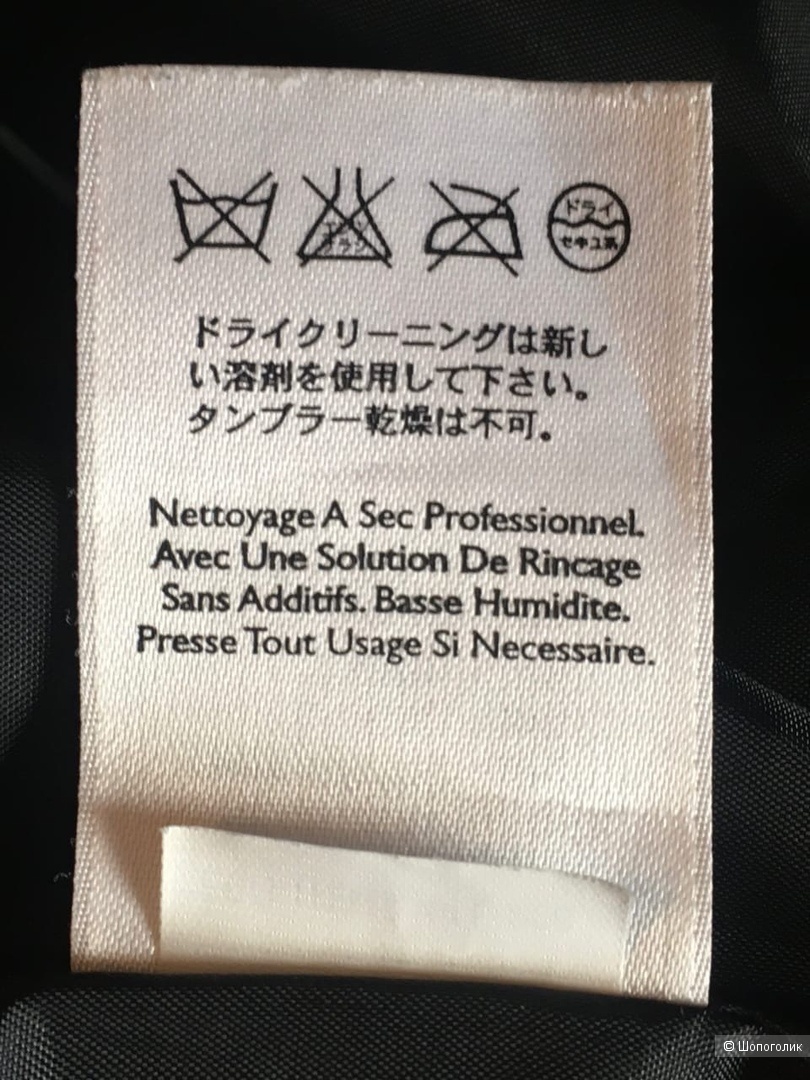 ドライ
セキユ系
ドライクリーニングは新し
い溶剤を使用して下さい。
タンブラー乾燥は不可。
Nettoyage A Sec Professionnel.
Avec Une Solution De Rincage
Sans Additifs. Basse Humidite.
Presse Tout Usage Si Necessaire.
© Шопоголик